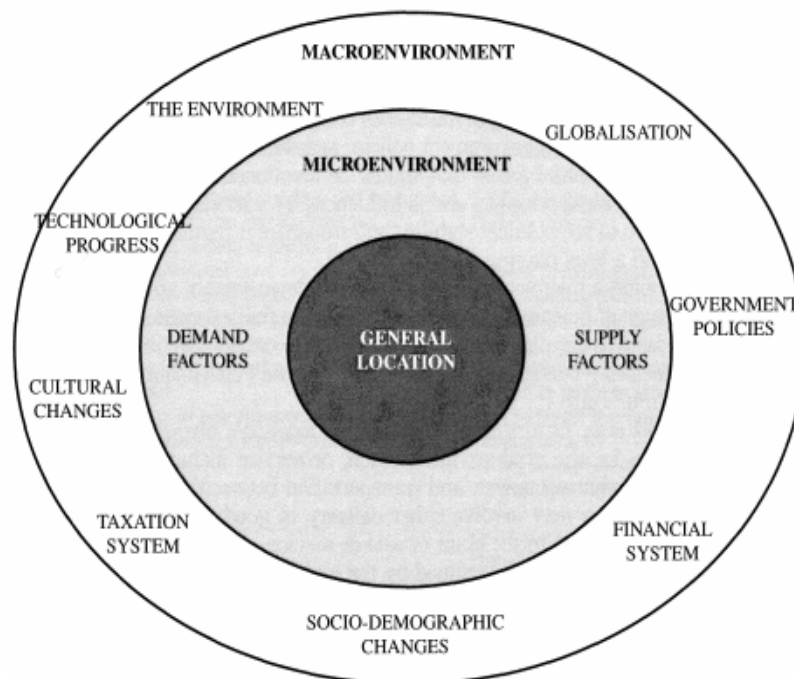 MACROENVIRONMENT
THE ENVIRONMENT
GLOBALISATION
MICROENVIRONMENT
TECHNOLOGICAL
PROGRESS
GOVERNMENT
POLICIES
DEMAND
FACTORS
GENERAL
LOCATION
SUPPLY
FACTORS
CULTURAL
CHANGES
TAXATION
SYSTEM
FINANCIAL
SYSTEM
SOCIO-DEMOGRAPHIC
CHANGES